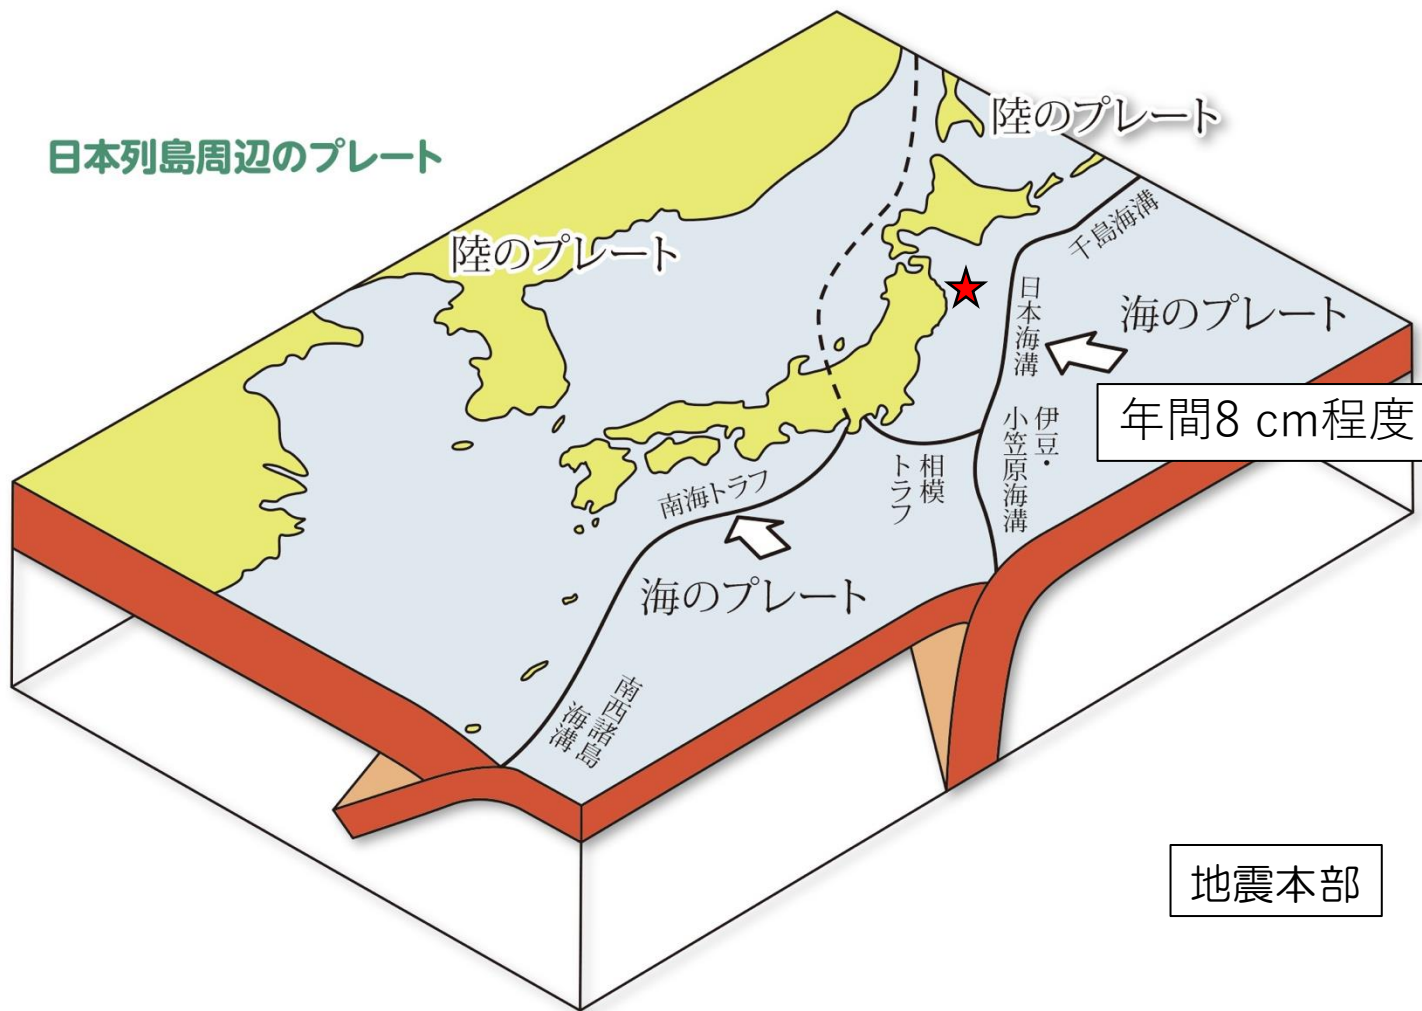 日本列島周辺のプレート
陸のプレート
陸のプレート
千島海溝
日本海溝
海のプレート
年間8 cm程度
伊豆・
小笠原海溝
相模
トラフ
南海トラフ
海のプレート
南西諸島
海溝
地震本部